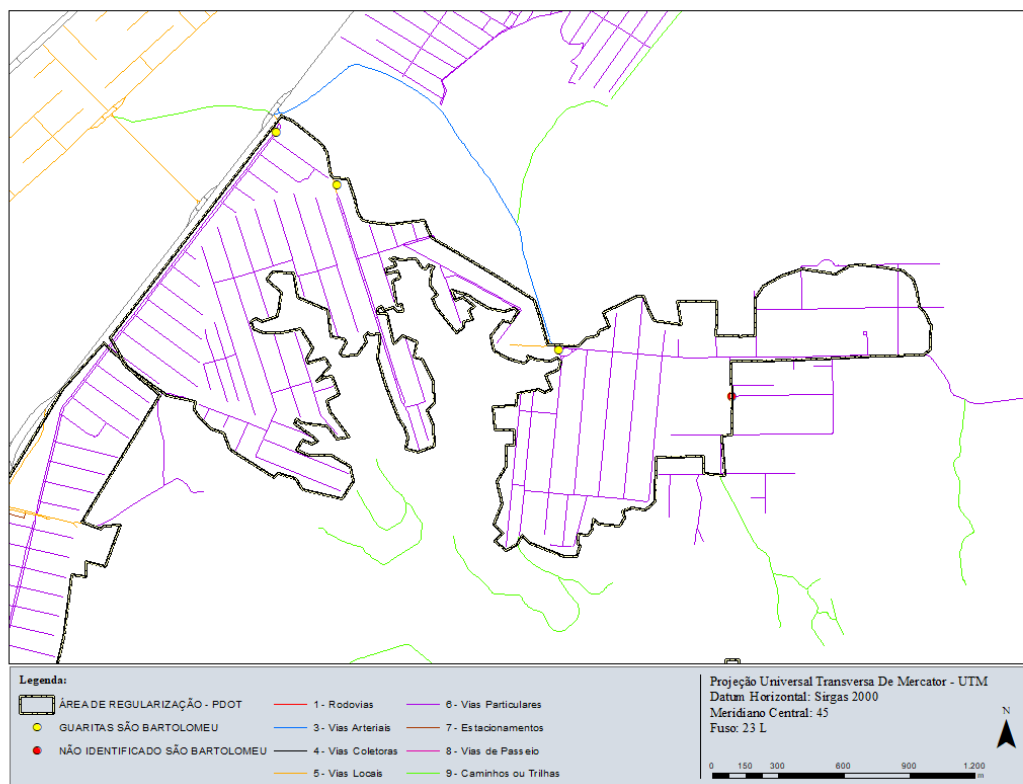 Legenda:
ÁREA DE REGULARIZAÇÃO - PDOT
GUARITAS SÃO BARTOLOMEU
NÃO IDENTIFICADO SÃO BARTOLOMEU
1 - Rodovias
3 - Vias Arteriais
4 - Vias Coletoras
5 - Vias Locais
6 - Vias Particulares
7 - Estacionamentos
8 - Vias de Passeio
9 - Caminhos ou Trilhas
Projeção Universal Transversa De Mercator - UTM
Datum Horizontal: Sirgas 2000
Meridiano Central: 45
Fuso: 23 L
N
0 150 300 600 900 1.200
m